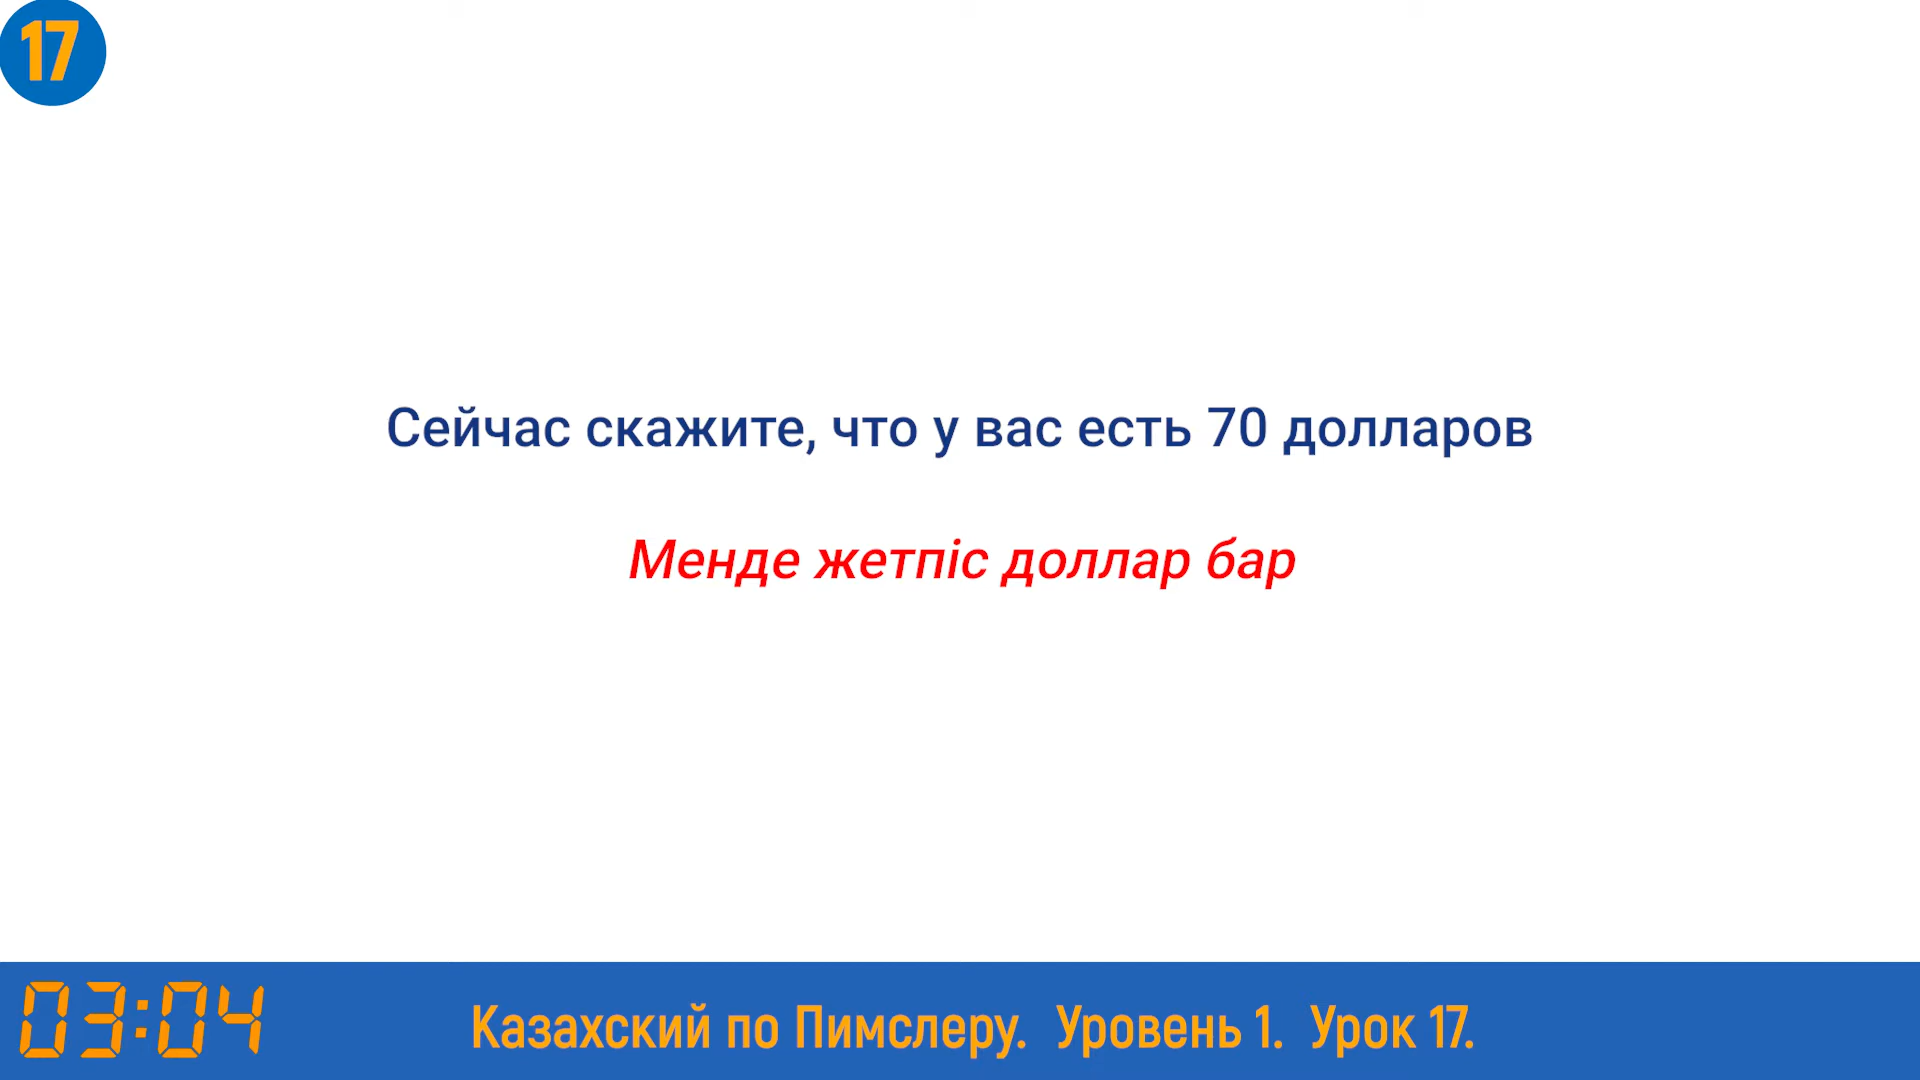 17
Сейчас скажите, что у вас есть 70 долларов
Менде жетпіс доллар бар
03:04
Казахский по Пимслеру. Уровень 1. Урок 17.